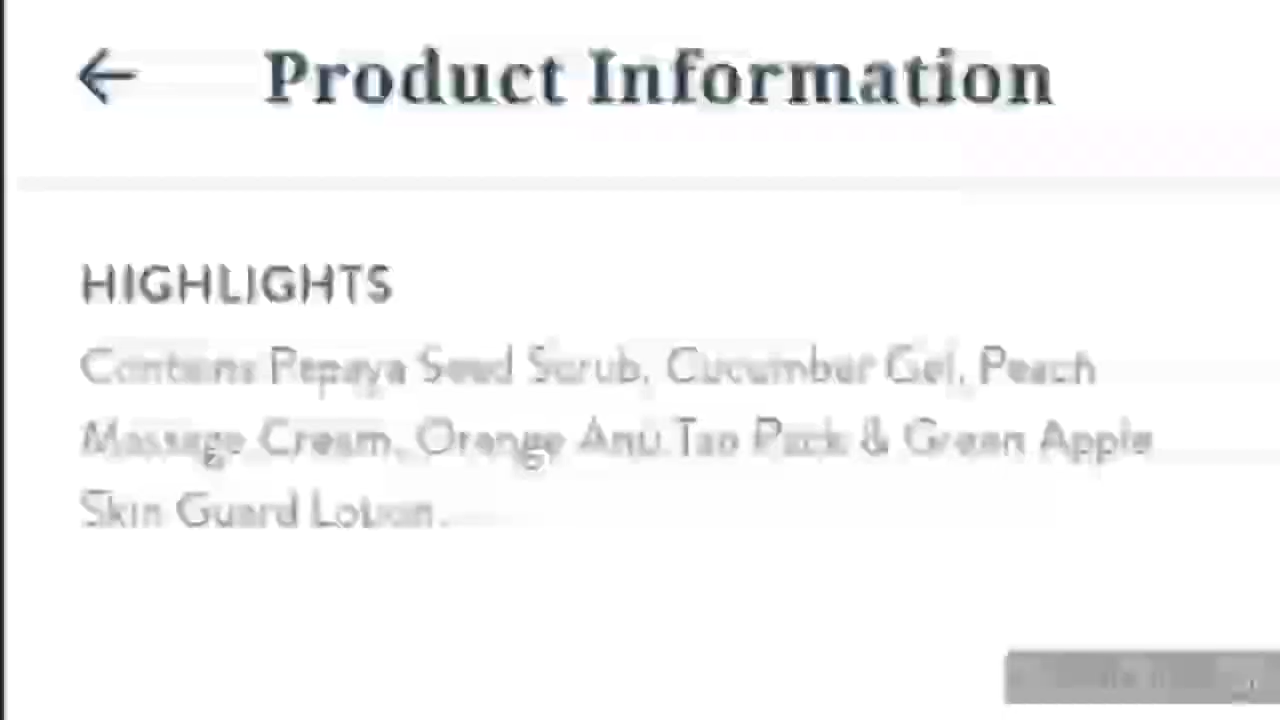 Product Information
HIGHLIGHTS
Contains Papaya Seed Scrub, Cucumber Gel, Peach
Massage Cream, Orange Anti Tan Pack & Green Apple
Skin Guard Lotion.